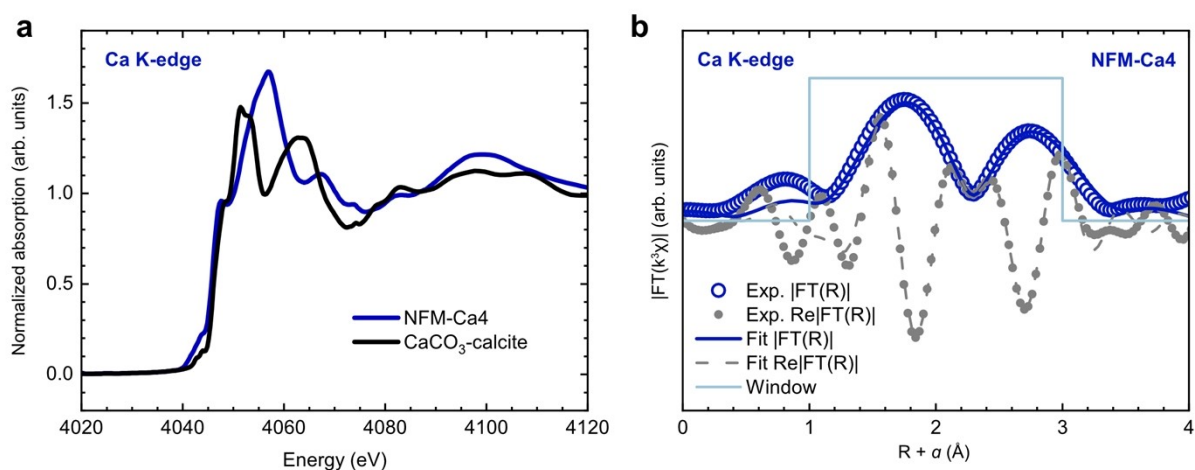 a
Ca K-edge
Normalized absorption (arb. units)
1.5
1.0
0.5
0.0
NFM-Ca4
CaCO₃-calcite
4020 4040 4060 4080 4100 4120
Energy (eV)
b
Ca K-edge
NFM-Ca4
|FT(k³χ)| (arb. units)
Exp. |FT(R)|
Exp. Re|FT(R)|
Fit |FT(R)|
Fit Re|FT(R)|
Window
0 1 2 3 4
R + α (Å)